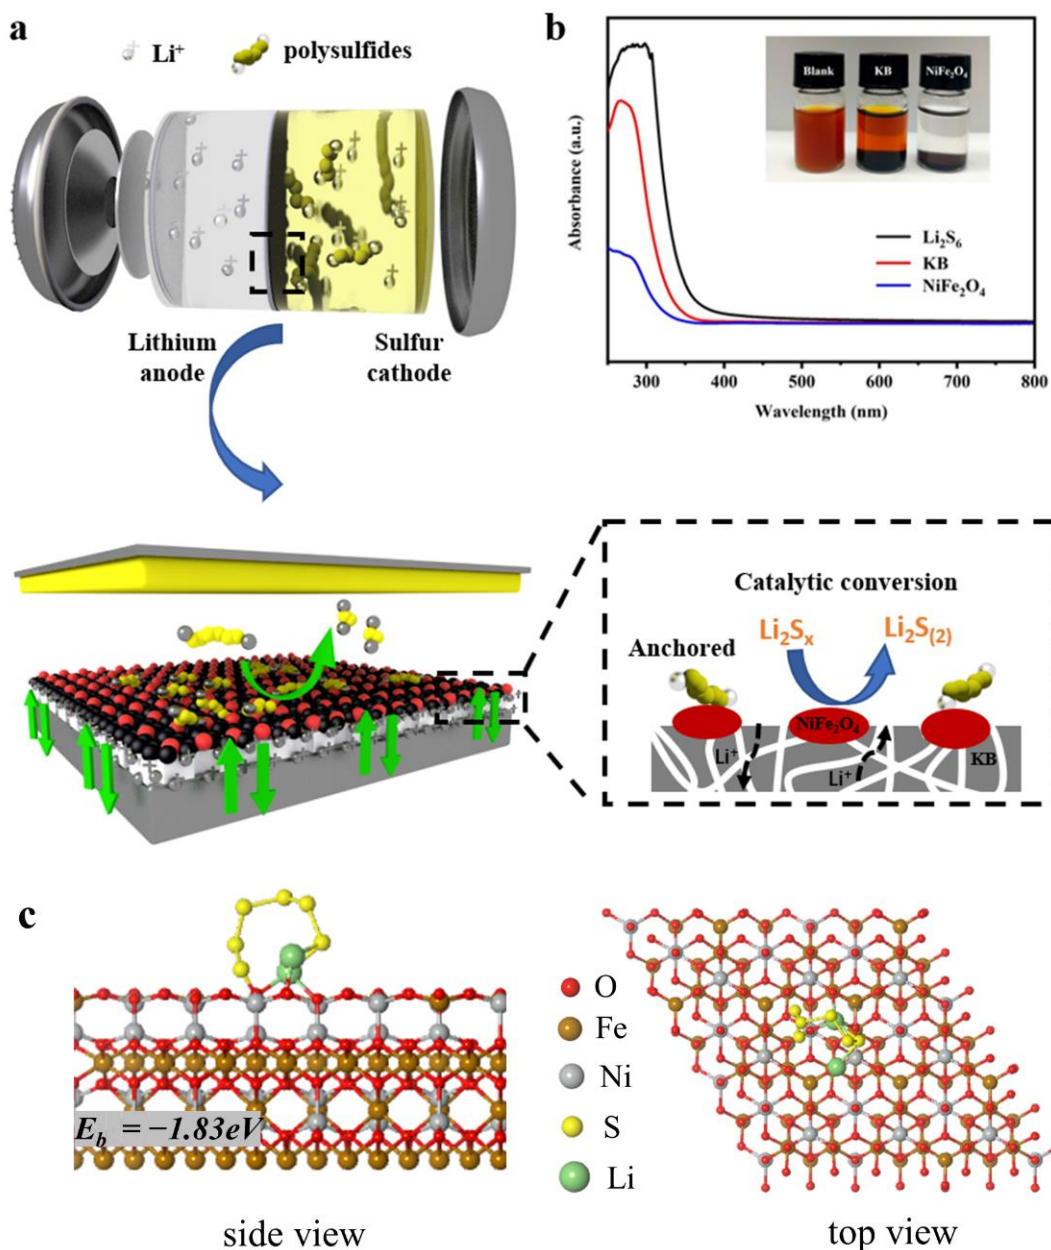 a
Li⁺
polysulfides
Lithium
anode
Sulfur
cathode
b
Absorbance (a.u.)
Blank
KB
NiFe₂O₄
Li₂S₆
KB
NiFe₂O₄
300
400
500
600
700
800
Wavelength (nm)
Catalytic conversion
Li₂Sₓ
Li₂S₍₂₎
Anchored
NiFe₂O₄
Li⁺
Li⁺
KB
c
E_b = −1.83eV
side view
O
Fe
Ni
S
Li
top view